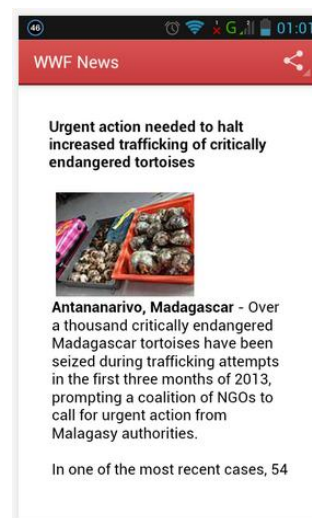 46
G
01:01
WWF News
Urgent action needed to halt
increased trafficking of critically
endangered tortoises
Antananarivo, Madagascar - Over
a thousand critically endangered
Madagascar tortoises have been
seized during trafficking attempts
in the first three months of 2013,
prompting a coalition of NGOs to
call for urgent action from
Malagasy authorities.
In one of the most recent cases, 54